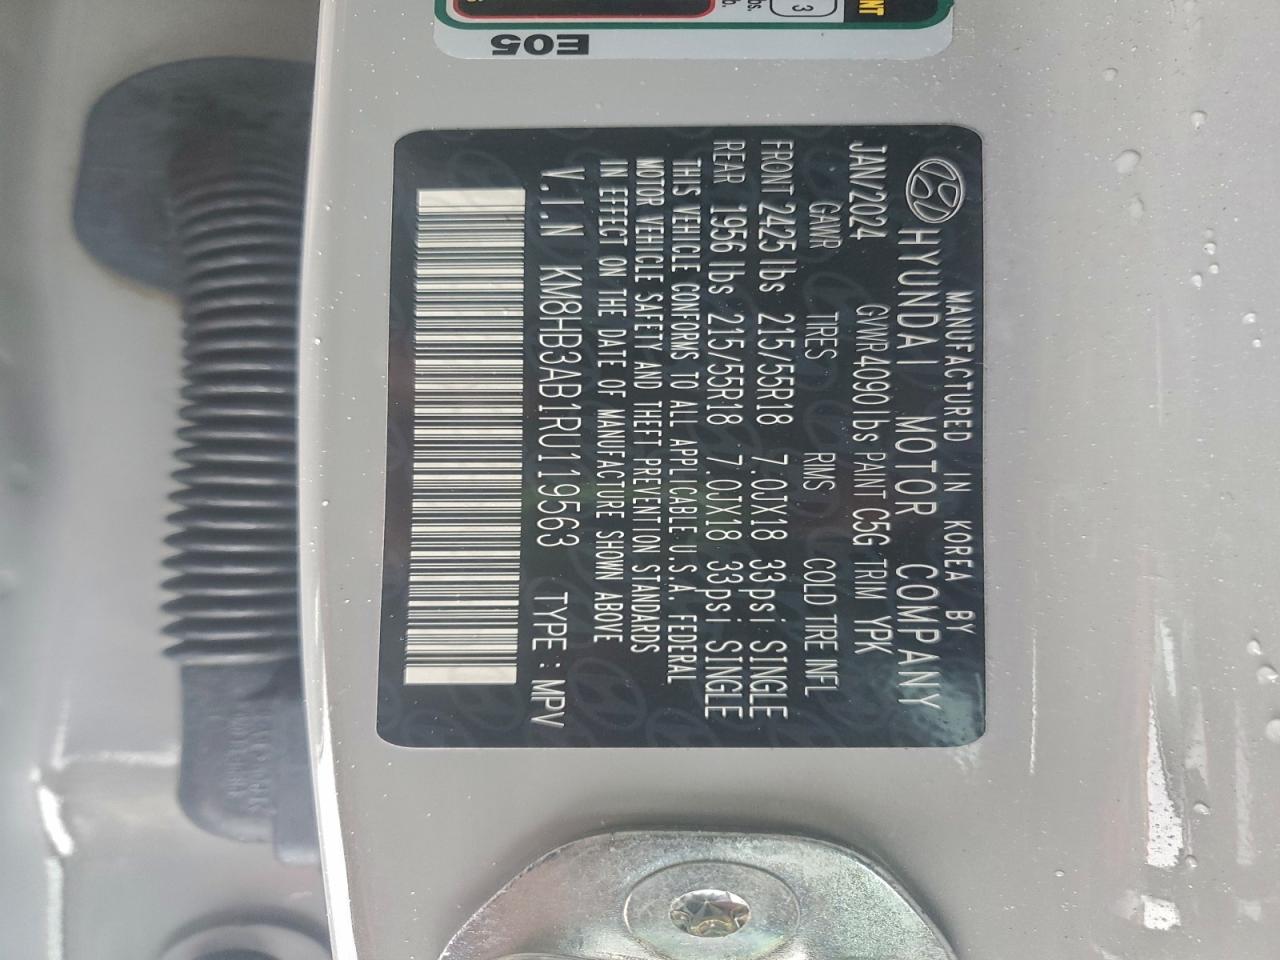 E05
MANUFACTURED IN KOREA BY
HYUNDAI MOTOR COMPANY
JAN/2024 GVWR 4090 lbs PAINT C5G TRIM YPK
GAWR TIRES RIMS COLD TIRE INFL
FRONT 2425 lbs 215/55R18 7.0JX18 33psi SINGLE
REAR 1956 lbs 215/55R18 7.0JX18 33psi SINGLE
THIS VEHICLE CONFORMS TO ALL APPLICABLE U.S.A. FEDERAL
MOTOR VEHICLE SAFETY AND THEFT PREVENTION STANDARDS
IN EFFECT ON THE DATE OF MANUFACTURE SHOWN ABOVE
V.I.N KM8HB3AB1RU119563 TYPE : MPV